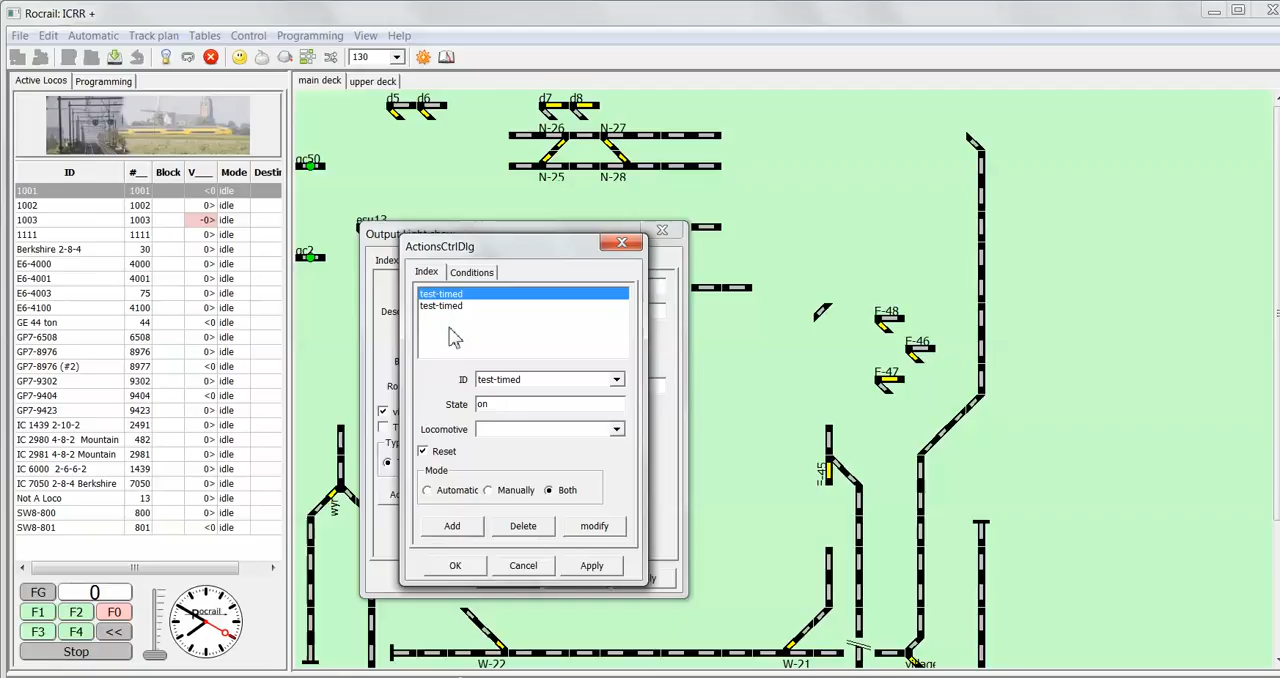 Rocrail: ICRR +
File Edit Automatic Track plan Tables Control Programming View Help
130
Active Locos Programming
main deck upper deck
ID #__ Block V___ Mode Destin
1001 1001 <0 idle
1002 1002 0> idle
1003 1003 -0> idle
1111 1111 0> idle
Berkshire 2-8-4 30 0> idle
E6-4000 4000 0> idle
E6-4001 4001 0> idle
E6-4003 75 0> idle
E6-4100 4100 0> idle
GE 44 ton 44 <0 idle
GP7-6508 6508 0> idle
GP7-8976 8976 0> idle
GP7-8976 (#2) 8977 <0 idle
GP7-9302 9302 0> idle
GP7-9404 9404 <0 idle
GP7-9423 9423 0> idle
IC 1439 2-10-2 2491 0> idle
IC 2980 4-8-2 Mountain 482 0> idle
IC 2981 4-8-2 Mountain 2981 0> idle
IC 6000 2-6-6-2 1439 0> idle
IC 7050 2-8-4 Berkshire 7050 0> idle
Not A Loco 13 0> idle
SW8-800 800 0> idle
SW8-801 801 <0 idle
FG 0
F1 F2 F0
F3 F4 <<
Stop
rocrail
d5 d6 d7 d8
N-26 N-27
N-25 N-28
qc50
esu13
qc2
F-48
F-46
F-47
wye
W-22
W-21
village
Index
ActionsCtrlDlg
Index Conditions
test-timed
test-timed
ID test-timed
State on
Locomotive
Reset
Mode
Automatic Manually Both
Add Delete modify
OK Cancel Apply